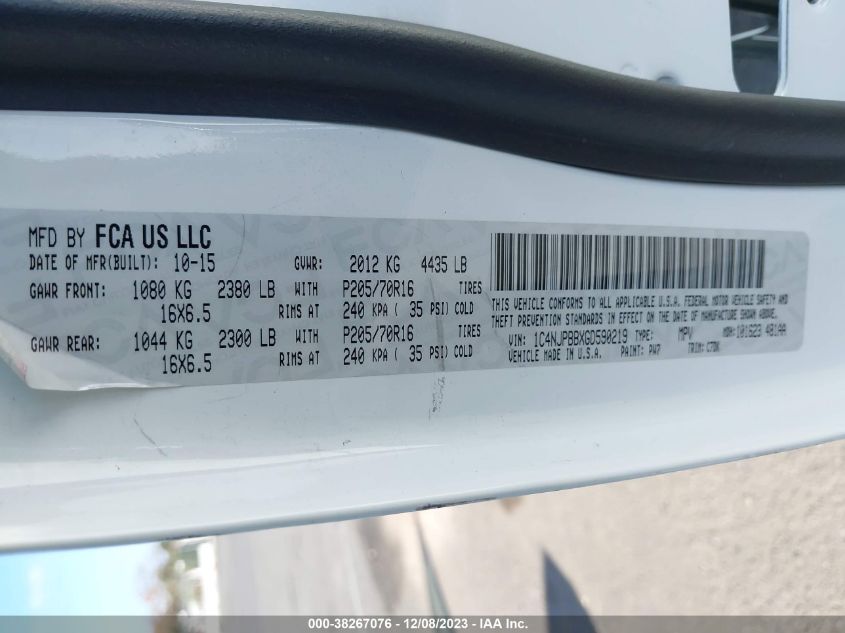 MFD BY FCA US LLC
DATE OF MFR(BUILT): 10-15 GVWR: 2012 KG 4435 LB
GAWR FRONT: 1080 KG 2380 LB WITH P205/70R16 TIRES
16X6.5 RIMS AT 240 KPA ( 35 PSI) COLD
GAWR REAR: 1044 KG 2300 LB WITH P205/70R16 TIRES
16X6.5 RIMS AT 240 KPA ( 35 PSI) COLD
THIS VEHICLE CONFORMS TO ALL APPLICABLE U.S.A. FEDERAL MOTOR VEHICLE SAFETY AND
THEFT PREVENTION STANDARDS IN EFFECT ON THE DATE OF MANUFACTURE SHOWN ABOVE.
VIN: 1C4NJPBBXGD590219 TYPE: MPV MDH: 101623
VEHICLE MADE IN U.S.A. PAINT: PW7 TRIM:
000-38267076 - 12/08/2023 - IAA Inc.